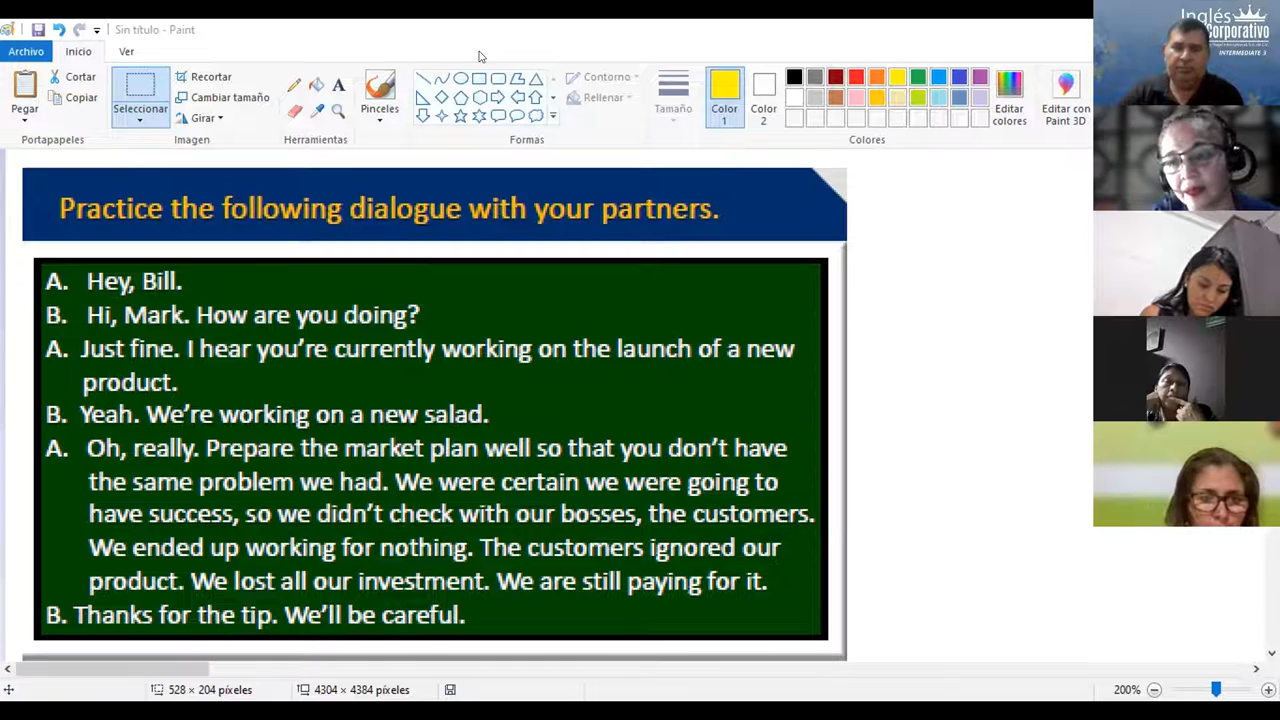 Sin título - Paint
Archivo Inicio Ver
Pegar
Cortar
Copiar
Portapapeles
Seleccionar
Recortar
Cambiar tamaño
Girar
Imagen
A
Herramientas
Pinceles
Contorno
Rellenar
Formas
Tamaño
Color
1
Color
2
Editar
colores
Editar con
Paint 3D
Colores
Inglés
Corporativo
INTERMEDIATE 3
Practice the following dialogue with your partners.
A. Hey, Bill.
B. Hi, Mark. How are you doing?
A. Just fine. I hear you're currently working on the launch of a new
product.
B. Yeah. We're working on a new salad.
A. Oh, really. Prepare the market plan well so that you don't have
the same problem we had. We were certain we were going to
have success, so we didn't check with our bosses, the customers.
We ended up working for nothing. The customers ignored our
product. We lost all our investment. We are still paying for it.
B. Thanks for the tip. We'll be careful.
528 × 204 píxeles 4304 × 4384 píxeles 200%